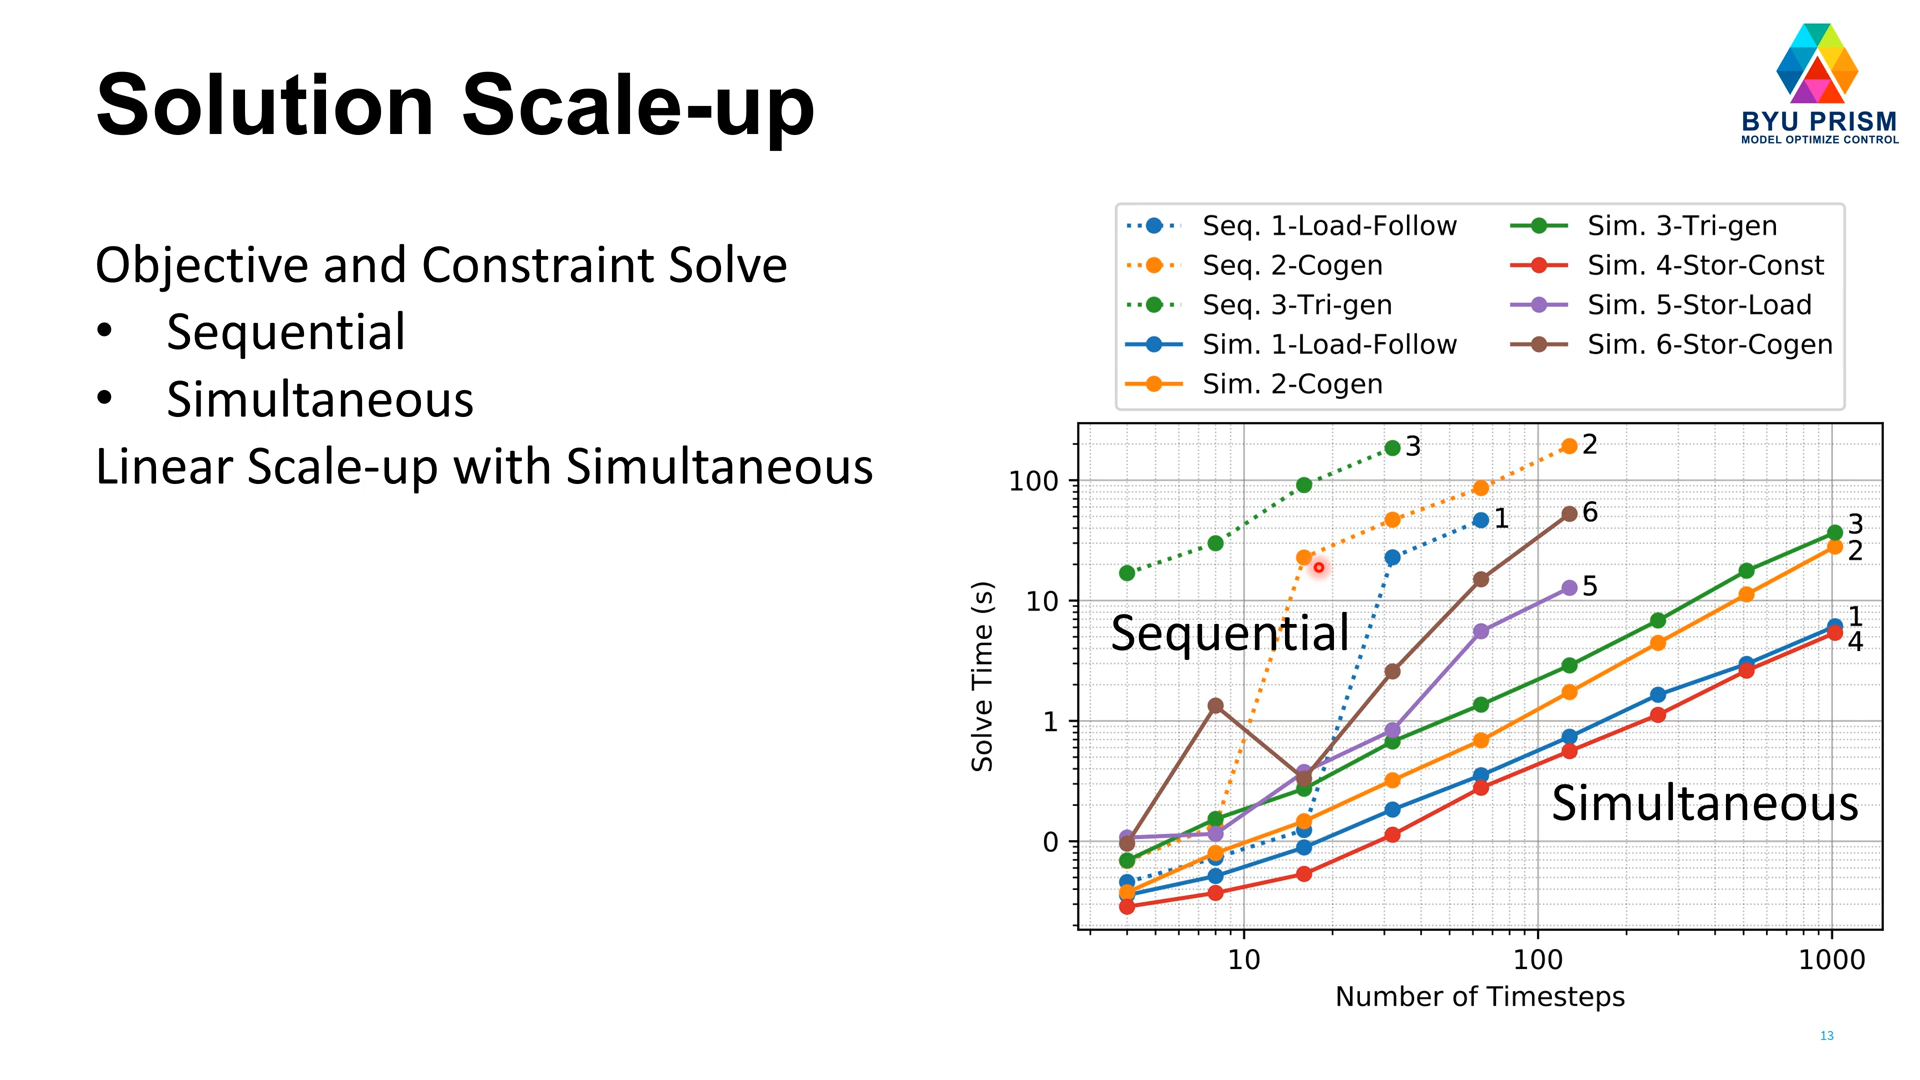 Solution Scale-up
BYU PRISM
MODEL OPTIMIZE CONTROL
Objective and Constraint Solve
• Sequential
• Simultaneous
Linear Scale-up with Simultaneous
Seq. 1-Load-Follow
Seq. 2-Cogen
Seq. 3-Tri-gen
Sim. 1-Load-Follow
Sim. 2-Cogen
Sim. 3-Tri-gen
Sim. 4-Stor-Const
Sim. 5-Stor-Load
Sim. 6-Stor-Cogen
Solve Time (s)
100
10
1
0
3
2
1
6
5
3
2
1
4
Sequential
Simultaneous
10
100
1000
Number of Timesteps
13